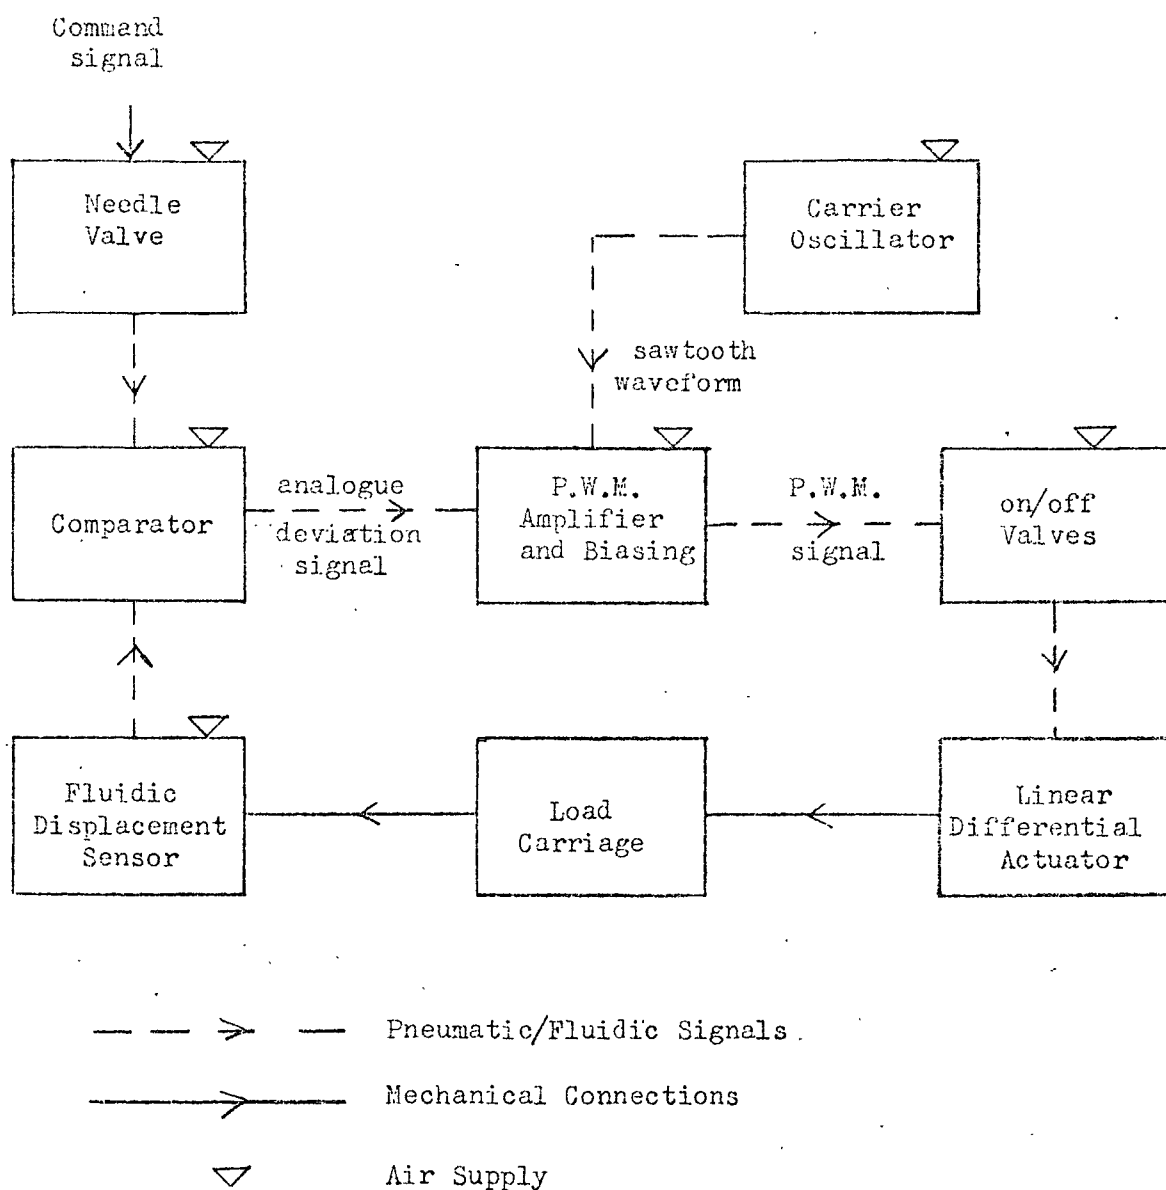 Command
signal
Needle
Valve
Carrier
Oscillator
sawtooth
waveform
Comparator
analogue
deviation
signal
P.W.M.
Amplifier
and Biasing
P.W.M.
signal
on/off
Valves
Fluidic
Displacement
Sensor
Load
Carriage
Linear
Differential
Actuator
Pneumatic/Fluidic Signals
Mechanical Connections
Air Supply